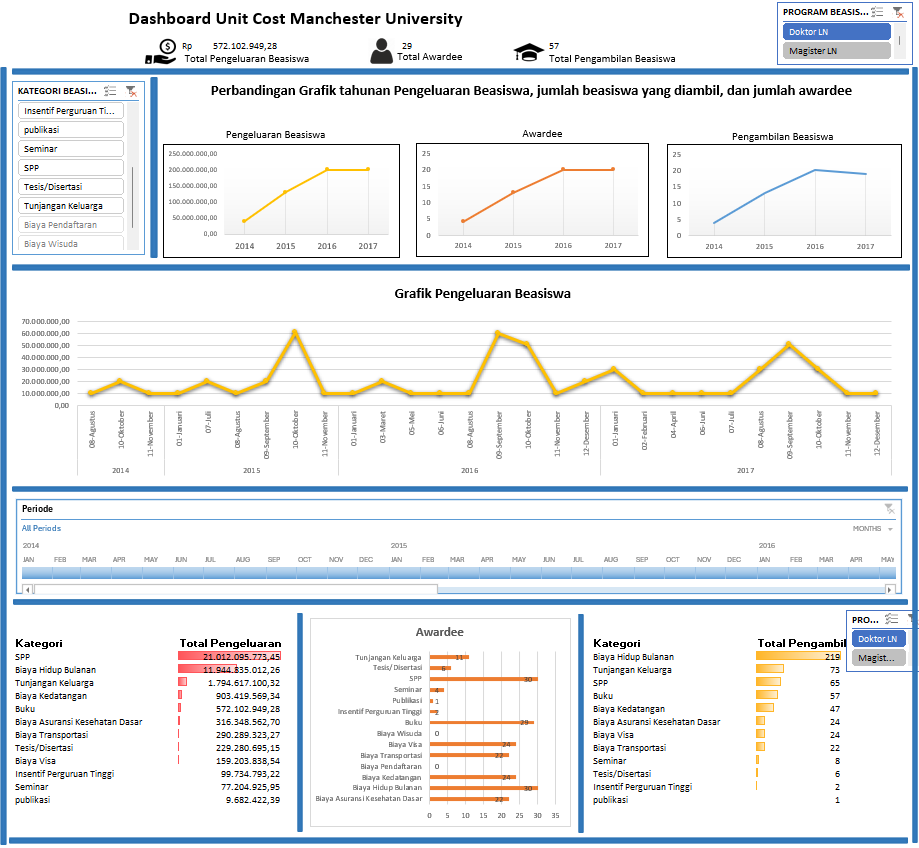 Dashboard Unit Cost Manchester University
Rp 572.102.949,28
Total Pengeluaran Beasiswa
29
Total Awardee
57
Total Pengambilan Beasiswa
PROGRAM BEASIS...
Doktor LN
Magister LN
KATEGORI BEASI...
Insentif Perguruan Ti...
publikasi
Seminar
SPP
Tesis/Disertasi
Tunjangan Keluarga
Biaya Pendaftaran
Biaya Wisuda
Perbandingan Grafik tahunan Pengeluaran Beasiswa, jumlah beasiswa yang diambil, dan jumlah awardee
Pengeluaran Beasiswa
250.000.000,00
200.000.000,00
150.000.000,00
100.000.000,00
50.000.000,00
0,00
2014 2015 2016 2017
Awardee
25
20
15
10
5
0
2014 2015 2016 2017
Pengambilan Beasiswa
25
20
15
10
5
0
2014 2015 2016 2017
Grafik Pengeluaran Beasiswa
70.000.000,00
60.000.000,00
50.000.000,00
40.000.000,00
30.000.000,00
20.000.000,00
10.000.000,00
0,00
08-Agustus
10-Oktober
11-November
01-Januari
07-Juli
08-Agustus
09-September
10-Oktober
11-November
01-Januari
03-Maret
05-Mei
06-Juni
08-Agustus
09-September
10-Oktober
11-November
12-Desember
01-Januari
02-Februari
04-April
06-Juni
07-Juli
08-Agustus
09-September
10-Oktober
11-November
12-Desember
2014 2015 2016 2017
Periode
All Periods MONTHS
2014 2015 2016
JAN FEB MAR APR MAY JUN JUL AUG SEP OCT NOV DEC JAN FEB MAR APR MAY JUN JUL AUG SEP OCT NOV DEC JAN FEB MAR APR MAY
Kategori Total Pengeluaran
SPP 21.012.095.773,45
Biaya Hidup Bulanan 11.944.835.012,26
Tunjangan Keluarga 1.794.617.100,32
Biaya Kedatangan 903.419.569,34
Buku 572.102.949,28
Biaya Asuransi Kesehatan Dasar 316.348.562,70
Biaya Transportasi 290.289.323,27
Tesis/Disertasi 229.280.695,15
Biaya Visa 159.203.838,54
Insentif Perguruan Tinggi 99.734.793,22
Seminar 77.204.925,95
publikasi 9.682.422,39
Awardee
Tunjangan Keluarga 11
Tesis/ Disertasi 6
SPP 30
Seminar 4
Publikasi 1
Insentif Perguruan Tinggi 2
Buku 29
Biaya Wisuda 0
Biaya Visa 24
Biaya Transportasi 22
Biaya Pendaftaran 0
Biaya Kedatangan 24
Biaya Hidup Bulanan 30
Biaya Asuransi Kesehatan Dasar 22
0 5 10 15 20 25 30 35
PRO...
Doktor LN
Magist...
Kategori Total Pengambil
Biaya Hidup Bulanan 219
Tunjangan Keluarga 73
SPP 65
Buku 57
Biaya Kedatangan 47
Biaya Asuransi Kesehatan Dasar 24
Biaya Visa 24
Biaya Transportasi 22
Seminar 8
Tesis/Disertasi 6
Insentif Perguruan Tinggi 2
publikasi 1